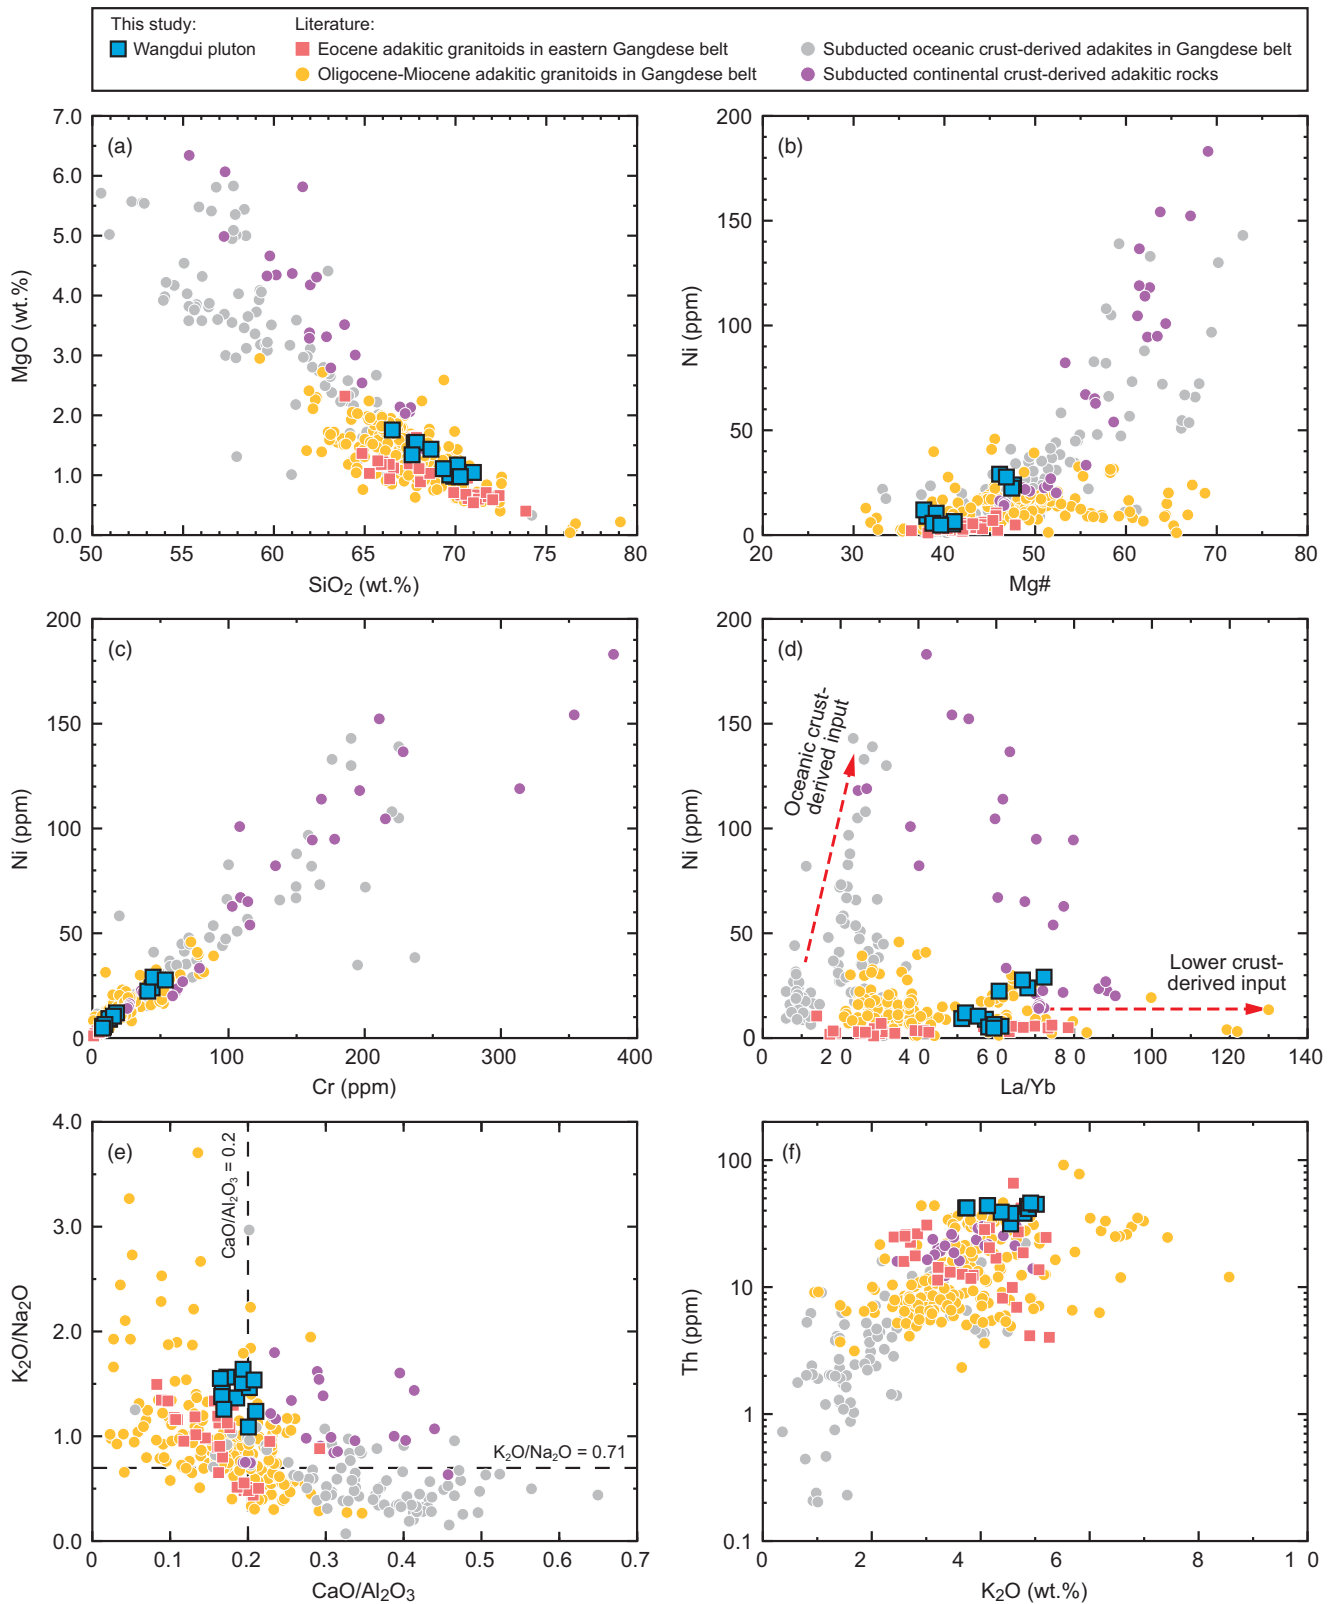 This study:
Literature:
Wangdui pluton
Eocene adakitic granitoids in eastern Gangdese belt
Subducted oceanic crust-derived adakites in Gangdese belt
Oligocene-Miocene adakitic granitoids in Gangdese belt
Subducted continental crust-derived adakitic rocks
(a)
7.0
6.0
5.0
4.0
3.0
2.0
1.0
0.0
MgO (wt.%)
50 55 60 65 70 75 80
SiO₂ (wt.%)
(b)
200
150
100
50
0
Ni (ppm)
20 30 40 50 60 70 80
Mg#
(c)
200
150
100
50
0
Ni (ppm)
0 100 200 300 400
Cr (ppm)
(d)
200
150
100
50
0
Ni (ppm)
Oceanic crust-
derived input
Lower crust-
derived input
0 2 0 4 0 6 0 80 100 120 140
La/Yb
(e)
4.0
3.0
2.0
1.0
0.0
K₂O/Na₂O
CaO/Al₂O₃ = 0.2
K₂O/Na₂O = 0.71
0 0.1 0.2 0.3 0.4 0.5 0.6 0.7
CaO/Al₂O₃
(f)
100
10
1
0.1
Th (ppm)
0 2 4 6 8 1 0
K₂O (wt.%)